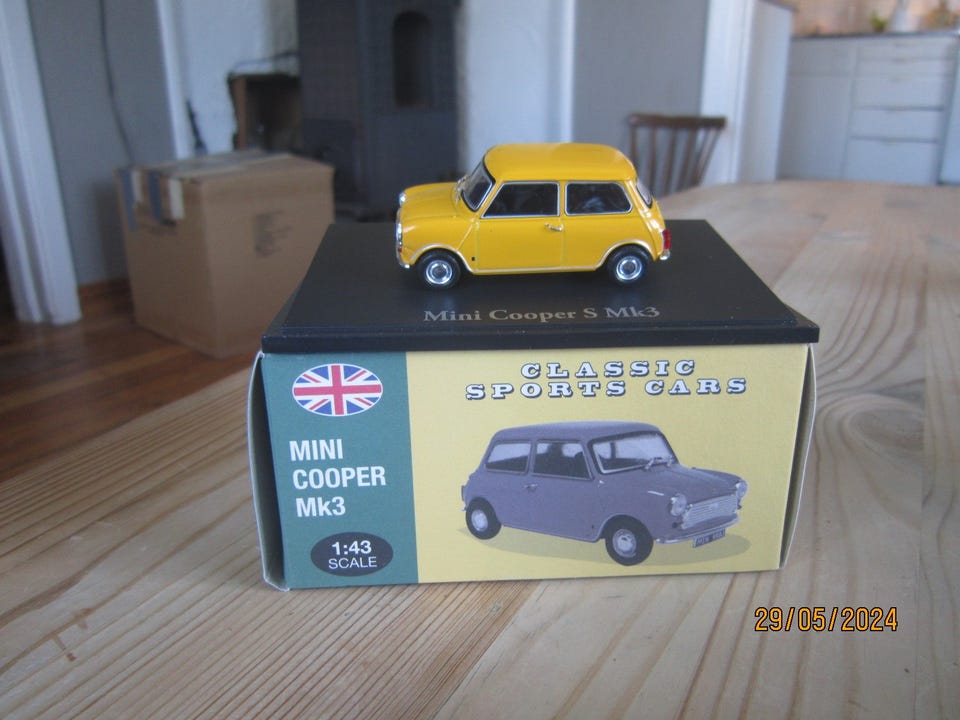 Mini Cooper S Mk3
CLASSIC
SPORTS CARS
MINI
COOPER
Mk3
1:43
SCALE
29/05/2024